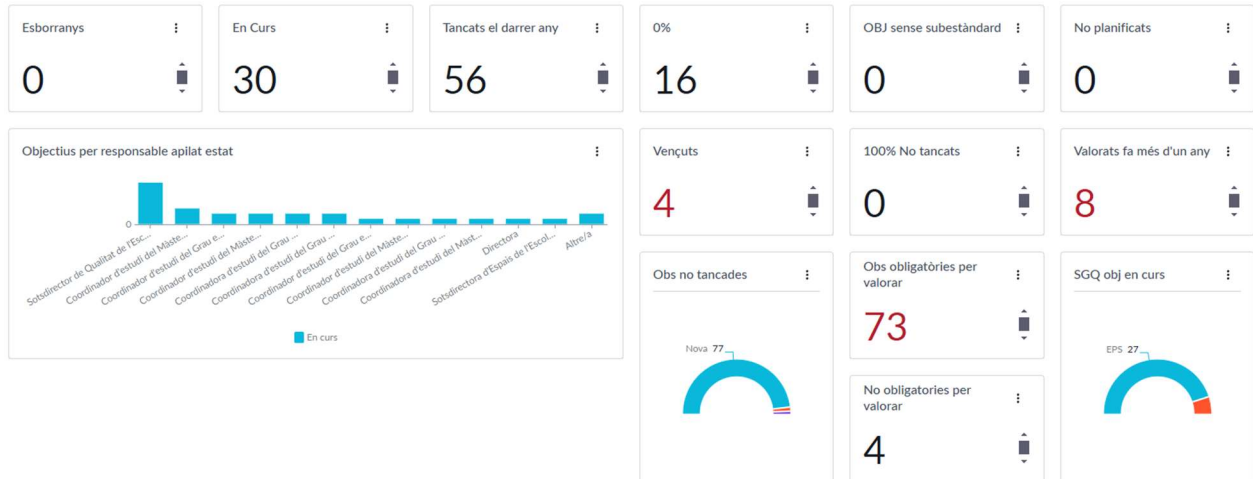 Esborranys
0
En Curs
30
Tancats el darrer any
56
0%
16
OBJ sense subestàndard
0
No planificats
0
Objectius per responsable apilat estat
0
Sotsdirector de Qualitat de l'Esc...
Coordinador d'estudi del Màste...
Coordinador d'estudi del Grau e...
Coordinador d'estudi del Màste...
Coordinadora d'estudi del Grau ...
Coordinadora d'estudi del Grau ...
Coordinador d'estudi del Grau e...
Coordinador d'estudi del Màste...
Coordinadora d'estudi del Grau ...
Coordinadora d'estudi del Màst...
Directora
Sotsdirectora d'Espais de l'Escol...
Altre/a
En curs
Vençuts
4
100% No tancats
0
Valorats fa més d'un any
8
Obs no tancades
Nova 77
Obs obligatòries per
valorar
73
SGQ obj en curs
EPS 27
No obligatories per
valorar
4